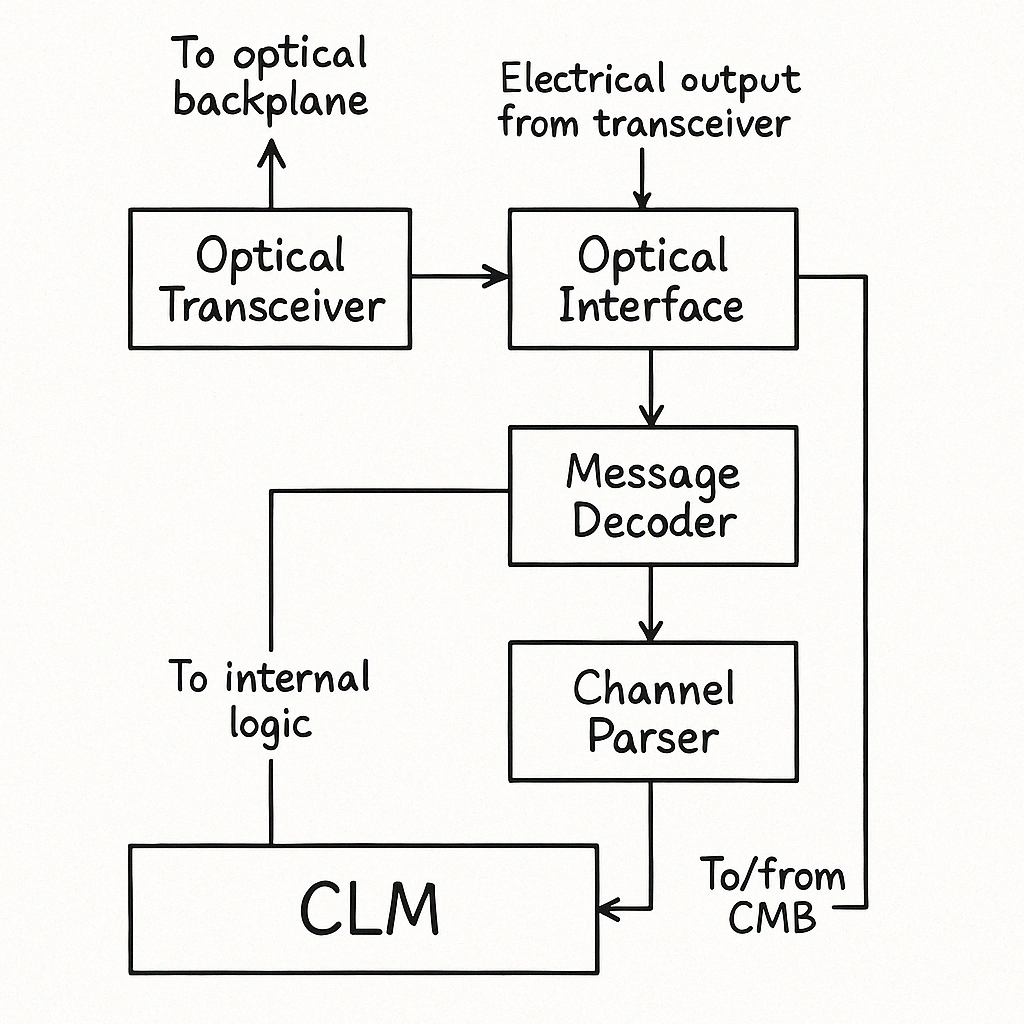 To optical
backplane
Electrical output
from transceiver
Optical
Transceiver
Optical
Interface
Message
Decoder
To internal
logic
Channel
Parser
CLM
To/from
CMB